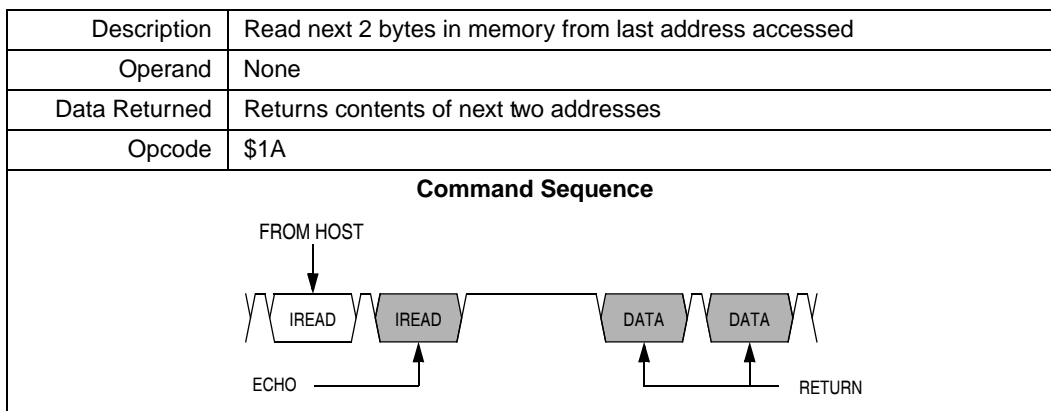 Description Read next 2 bytes in memory from last address accessed
Operand None
Data Returned Returns contents of next two addresses
Opcode $1A
Command Sequence
FROM HOST
IREAD IREAD DATA DATA
ECHO RETURN